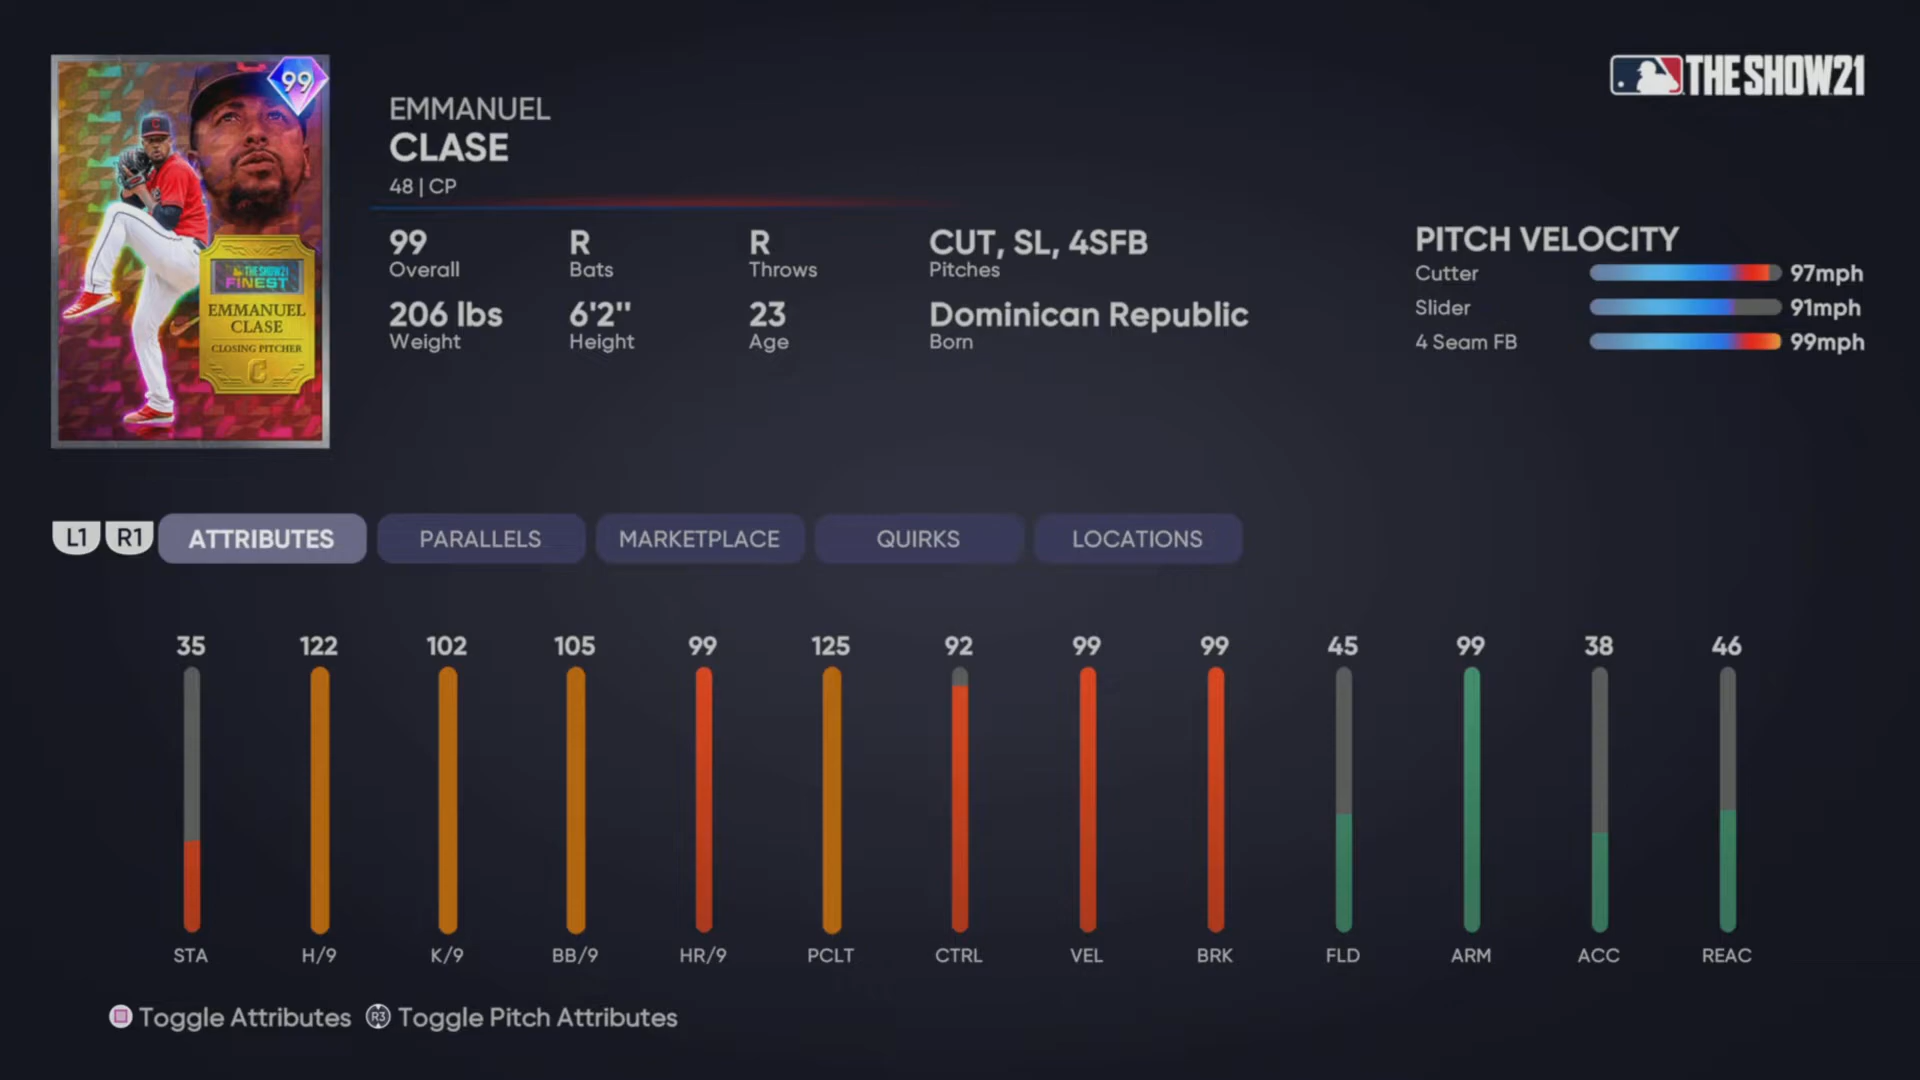 99
THE SHOW 21
FINEST
EMMANUEL
CLASE
CLOSING PITCHER
C
EMMANUEL
CLASE
48 | CP
THE SHOW 21
99
Overall
R
Bats
R
Throws
CUT, SL, 4SFB
Pitches
206 lbs
Weight
6'2"
Height
23
Age
Dominican Republic
Born
PITCH VELOCITY
Cutter 97mph
Slider 91mph
4 Seam FB 99mph
L1 R1 ATTRIBUTES PARALLELS MARKETPLACE QUIRKS LOCATIONS
35 122 102 105 99 125 92 99 99 45 99 38 46
STA H/9 K/9 BB/9 HR/9 PCLT CTRL VEL BRK FLD ARM ACC REAC
Toggle Attributes R3 Toggle Pitch Attributes